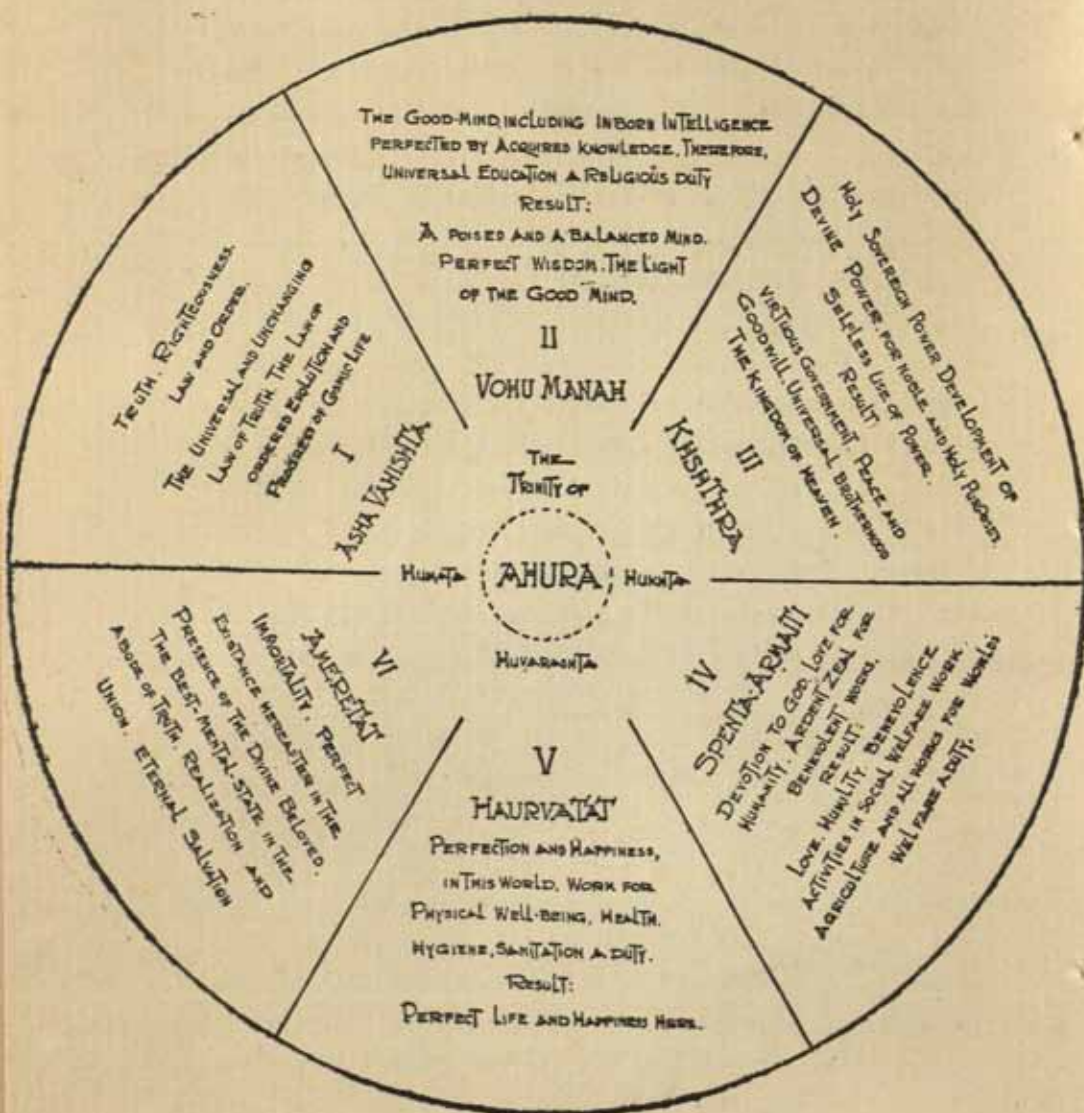 THE GOOD-MIND, INCLUDING INBORN INTELLIGENCE
PERFECTED BY ACQUIRED KNOWLEDGE. THEREFORE,
UNIVERSAL EDUCATION A RELIGIOUS DUTY
RESULT:
A POISED AND A BALANCED MIND.
PERFECT WISDOM. THE LIGHT
OF THE GOOD MIND.
II
VOHU MANAH
TRUTH, RIGHTEOUSNESS.
LAW AND ORDER.
THE UNIVERSAL AND UNCHANGING
LAW OF TRUTH. THE LAW OF
ORDERED EVOLUTION AND
PROGRESS OF COSMIC LIFE
I
ASHA VAHISHTA
HOLY SOVEREIGN POWER DEVELOPMENT OF
DEVINE POWER, FOR NOBLE AND HOLY PURPOSES.
SELFLESS USE OF POWER.
RESULT:
VIRTUOUS GOVERNMENT, PEACE AND
GOODWILL, UNIVERSAL BROTHERHOOD
THE KINGDOM OF HEAVEN.
III
KHSHTHRA
THE
TRINITY OF
HUMATA
AHURA
HUKHTA
HUVARASHTA
VI
AMERETAT
IMMORTALITY, PERFECT
EXISTANCE HEREAFTER IN THE
PRESENCE OF THE DIVINE BELOVED.
THE BEST-MENTAL-STATE IN THE
ABODE OF TRUTH. REALIZATION AND
UNION. ETERNAL SALVATION
IV
SPENTA-ARMAITI
DEVOTION TO GOD, LOVE FOR
HUMANITY, ARDENT ZEAL FOR
BENEVOLENT WORKS,
RESULT:
LOVE, HUMILITY, BENEVOLENCE
ACTIVITIES IN SOCIAL WELFARE WORK.
AGRICULTURE AND ALL WORKS FOR WORLDS
WELFARE A DUTY.
V
HAURVATAT
PERFECTION AND HAPPINESS,
IN THIS WORLD, WORK FOR
PHYSICAL WELL-BEING, HEALTH.
HYGIENE, SANITATION A DUTY.
RESULT:
PERFECT LIFE AND HAPPINESS HERE.